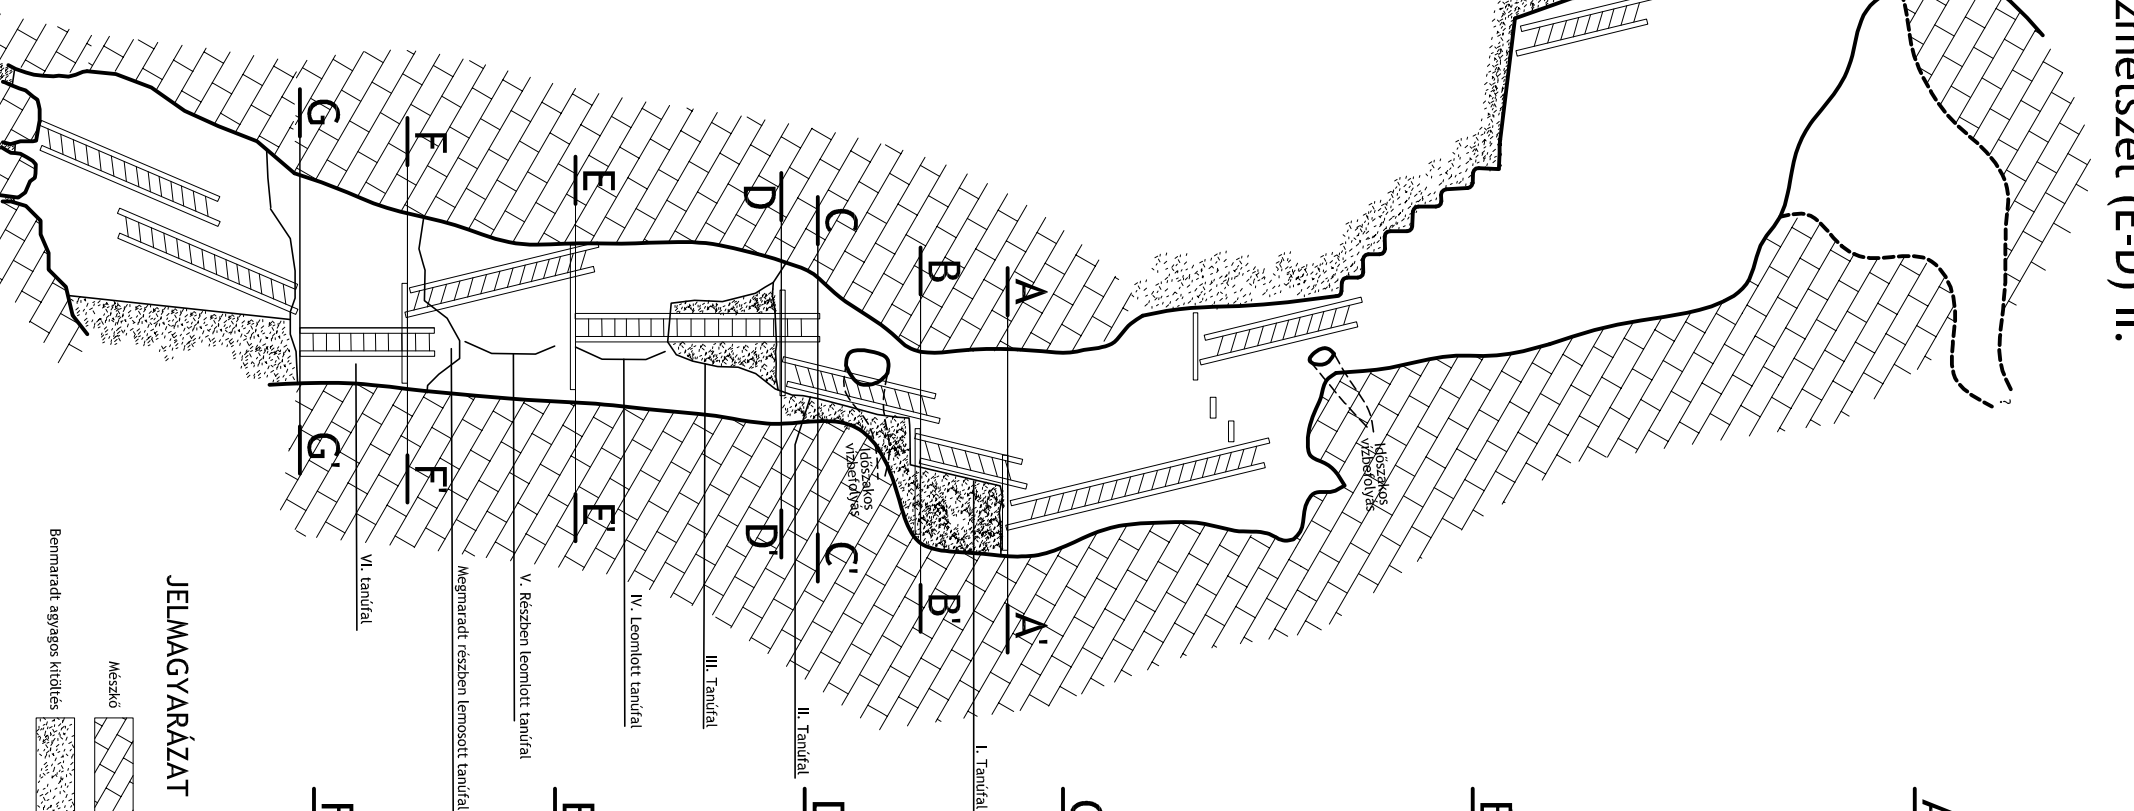 (É-D) II.
A
A'
B
B'
C
C'
D
D'
E
E'
F
F'
G
G'
Időszakos
vízbefolyás
Időszakos
vízbefolyás
I. Tanúfal
II. Tanúfal
III. Tanúfal
IV. Leomlott tanúfal
V. Részben leomlott tanúfal
Megmaradt részben lemosott tanúfal
VI. tanúfal
?
JELMAGYARÁZAT
Mészkő
Bennmaradt agyagos kitöltés